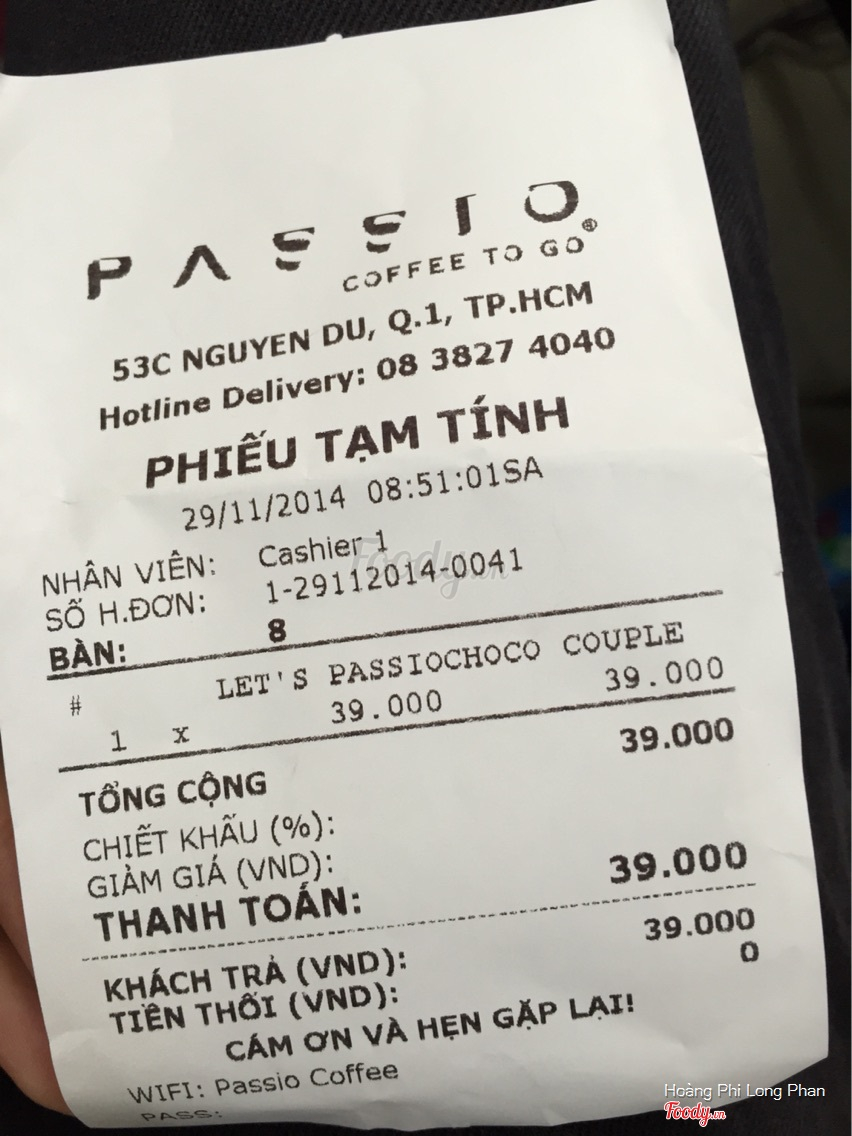 PASSIO®
COFFEE TO GO
53C NGUYEN DU, Q.1, TP.HCM
Hotline Delivery: 08 3827 4040
PHIẾU TẠM TÍNH
29/11/2014 08:51:01SA
NHÂN VIÊN: Cashier 1
SỐ H.ĐƠN: 1-29112014-0041
BÀN: 8
# LET'S PASSIOCHOCO COUPLE
1 x 39.000 39.000
TỔNG CỘNG 39.000
CHIẾT KHẤU (%):
GIẢM GIÁ (VND):
THANH TOÁN: 39.000
KHÁCH TRẢ (VND): 39.000
TIỀN THỐI (VND): 0
CÁM ƠN VÀ HẸN GẶP LẠI!
WIFI: Passio Coffee
PASS:
Foody.vn
Hoàng Phi Long Phan
Foody.vn